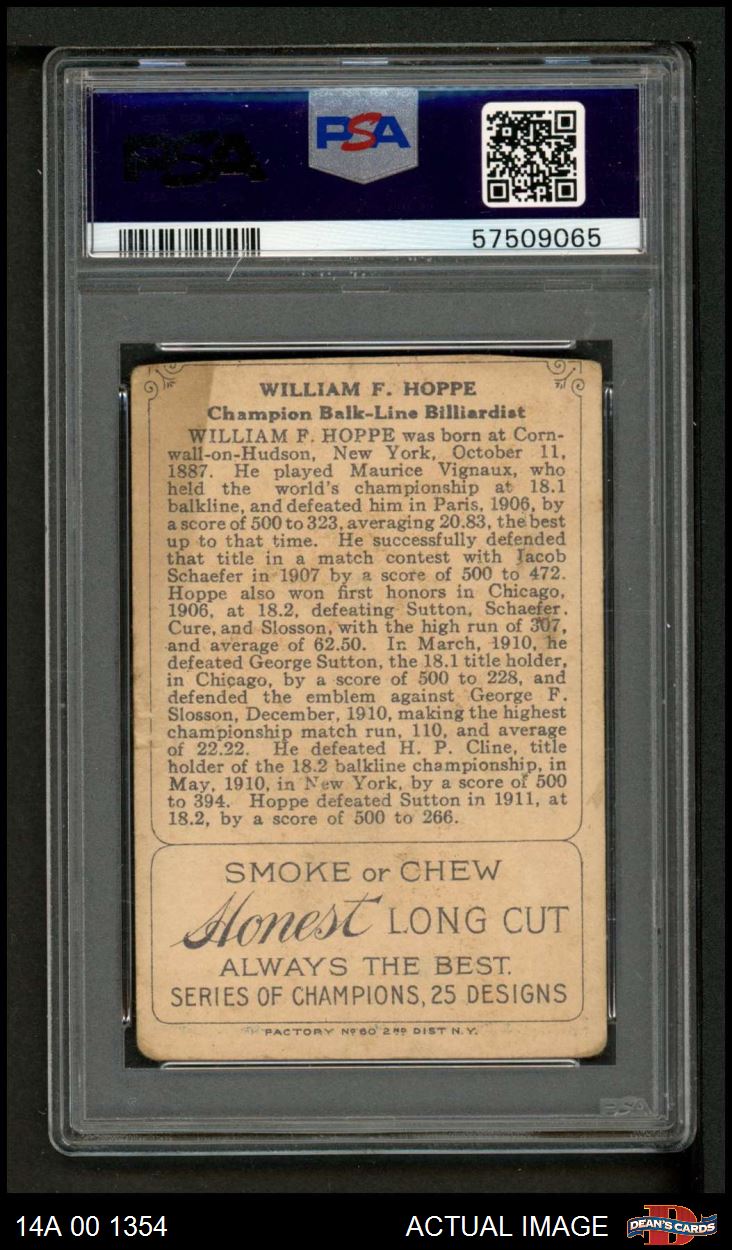 PSA
PSA
57509065
WILLIAM F. HOPPE
Champion Balk-Line Billiardist
WILLIAM F. HOPPE was born at Corn-
wall-on-Hudson, New York, October 11,
1887. He played Maurice Vignaux, who
held the world's championship at 18.1
balkline, and defeated him in Paris, 1906, by
a score of 500 to 323, averaging 20.83, the best
up to that time. He successfully defended
that title in a match contest with Jacob
Schaefer in 1907 by a score of 500 to 472.
Hoppe also won first honors in Chicago,
1906, at 18.2, defeating Sutton, Schaefer.
Cure, and Slosson, with the high run of 307,
and average of 62.50. In March, 1910, he
defeated George Sutton, the 18.1 title holder,
in Chicago, by a score of 500 to 228, and
defended the emblem against George F.
Slosson, December, 1910, making the highest
championship match run, 110, and average
of 22.22. He defeated H. P. Cline, title
holder of the 18.2 balkline championship, in
May, 1910, in New York, by a score of 500
to 394. Hoppe defeated Sutton in 1911, at
18.2, by a score of 500 to 266.
SMOKE or CHEW
Honest LONG CUT
ALWAYS THE BEST.
SERIES OF CHAMPIONS, 25 DESIGNS
FACTORY Nº 60 2ND DIST N.Y.
PSA
14A 00 1354 ACTUAL IMAGE DEAN'S CARDS